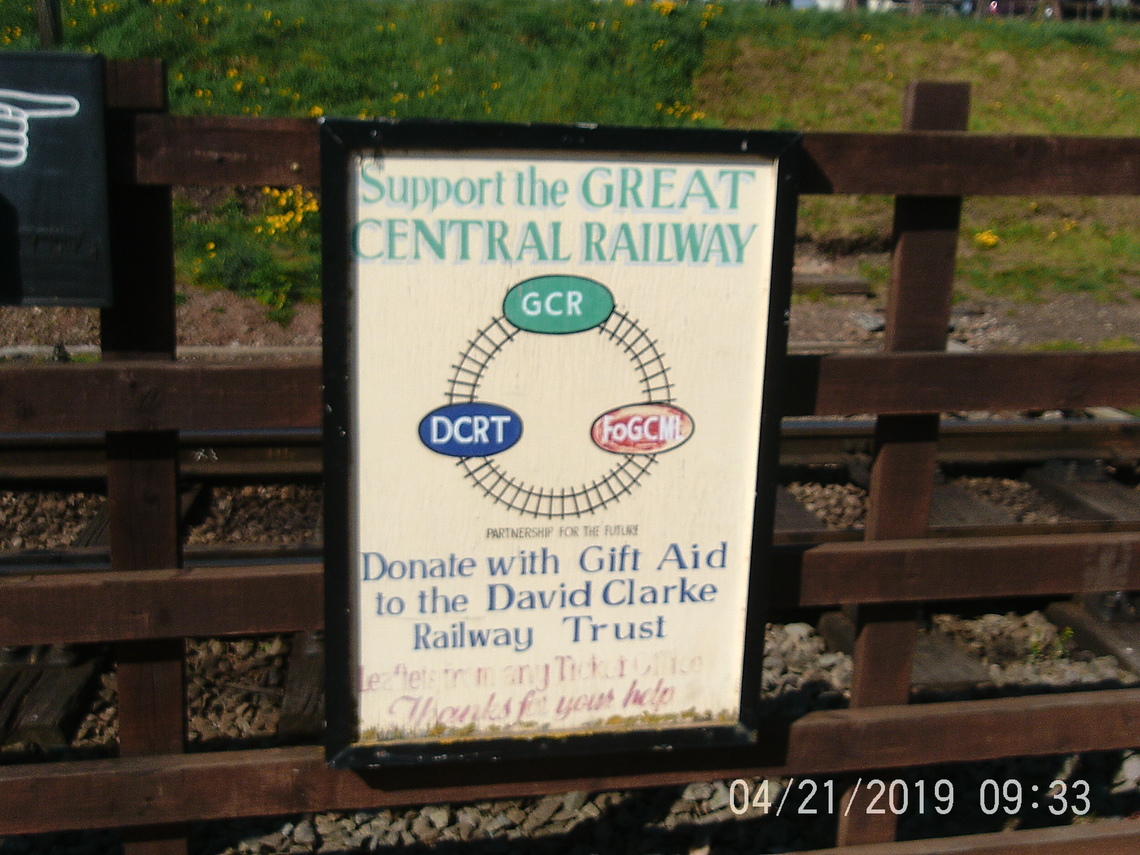 Support the GREAT
CENTRAL RAILWAY
GCR
DCRT
FoGCML
PARTNERSHIP FOR THE FUTURE
Donate with Gift Aid
to the David Clarke
Railway Trust
Leaflets from any Ticket Office
Thanks for your help
04/21/2019 09:33